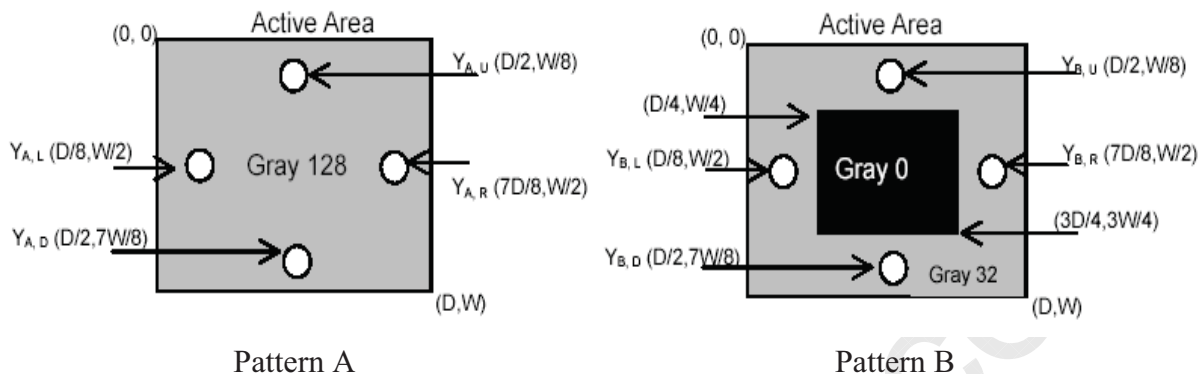 Active Area
(0, 0)
Y_A, U (D/2,W/8)
Y_A, L (D/8,W/2)
Gray 128
Y_A, R (7D/8,W/2)
Y_A, D (D/2,7W/8)
(D,W)
Pattern A
Active Area
(0, 0)
Y_B, U (D/2,W/8)
(D/4,W/4)
Y_B, L (D/8,W/2)
Gray 0
Y_B, R (7D/8,W/2)
(3D/4,3W/4)
Y_B, D (D/2,7W/8)
Gray 32
(D,W)
Pattern B